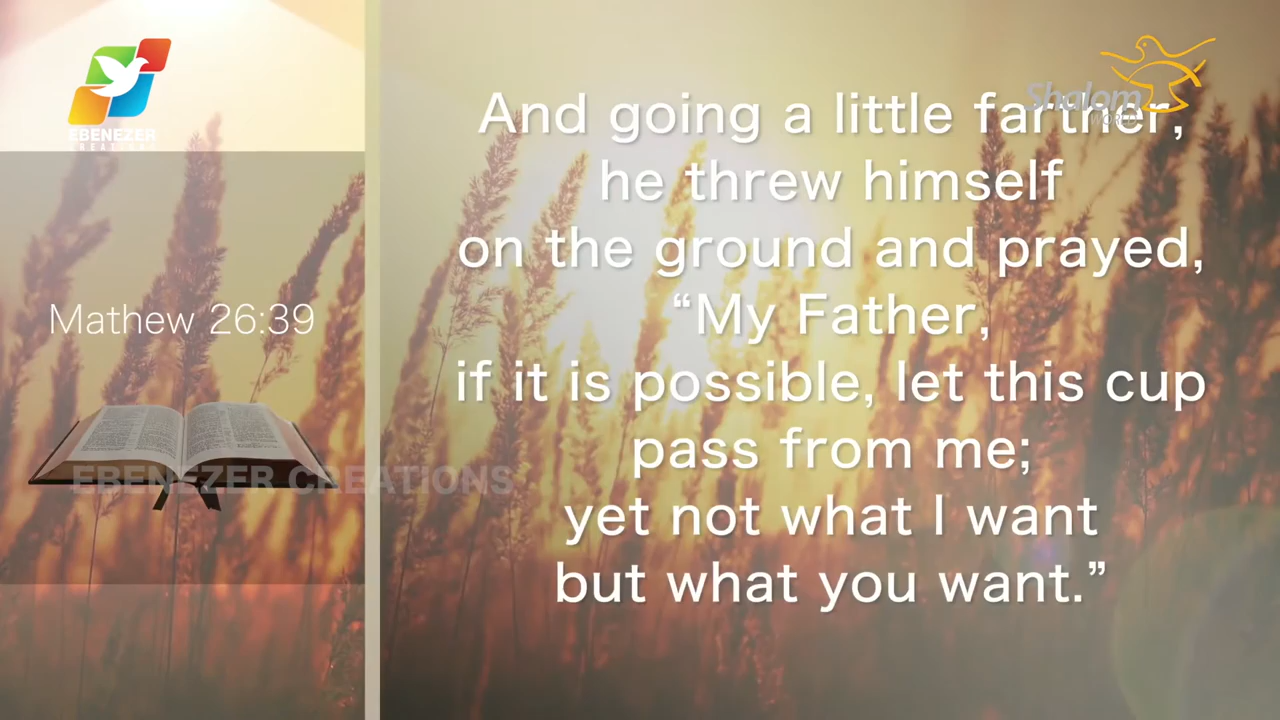 EBENEZER
CREATIONS
Shalom
WORLD
And going a little farther,
he threw himself
on the ground and prayed,
“My Father,
if it is possible, let this cup
pass from me;
yet not what I want
but what you want.”
Mathew 26:39
EBENEZER CREATIONS